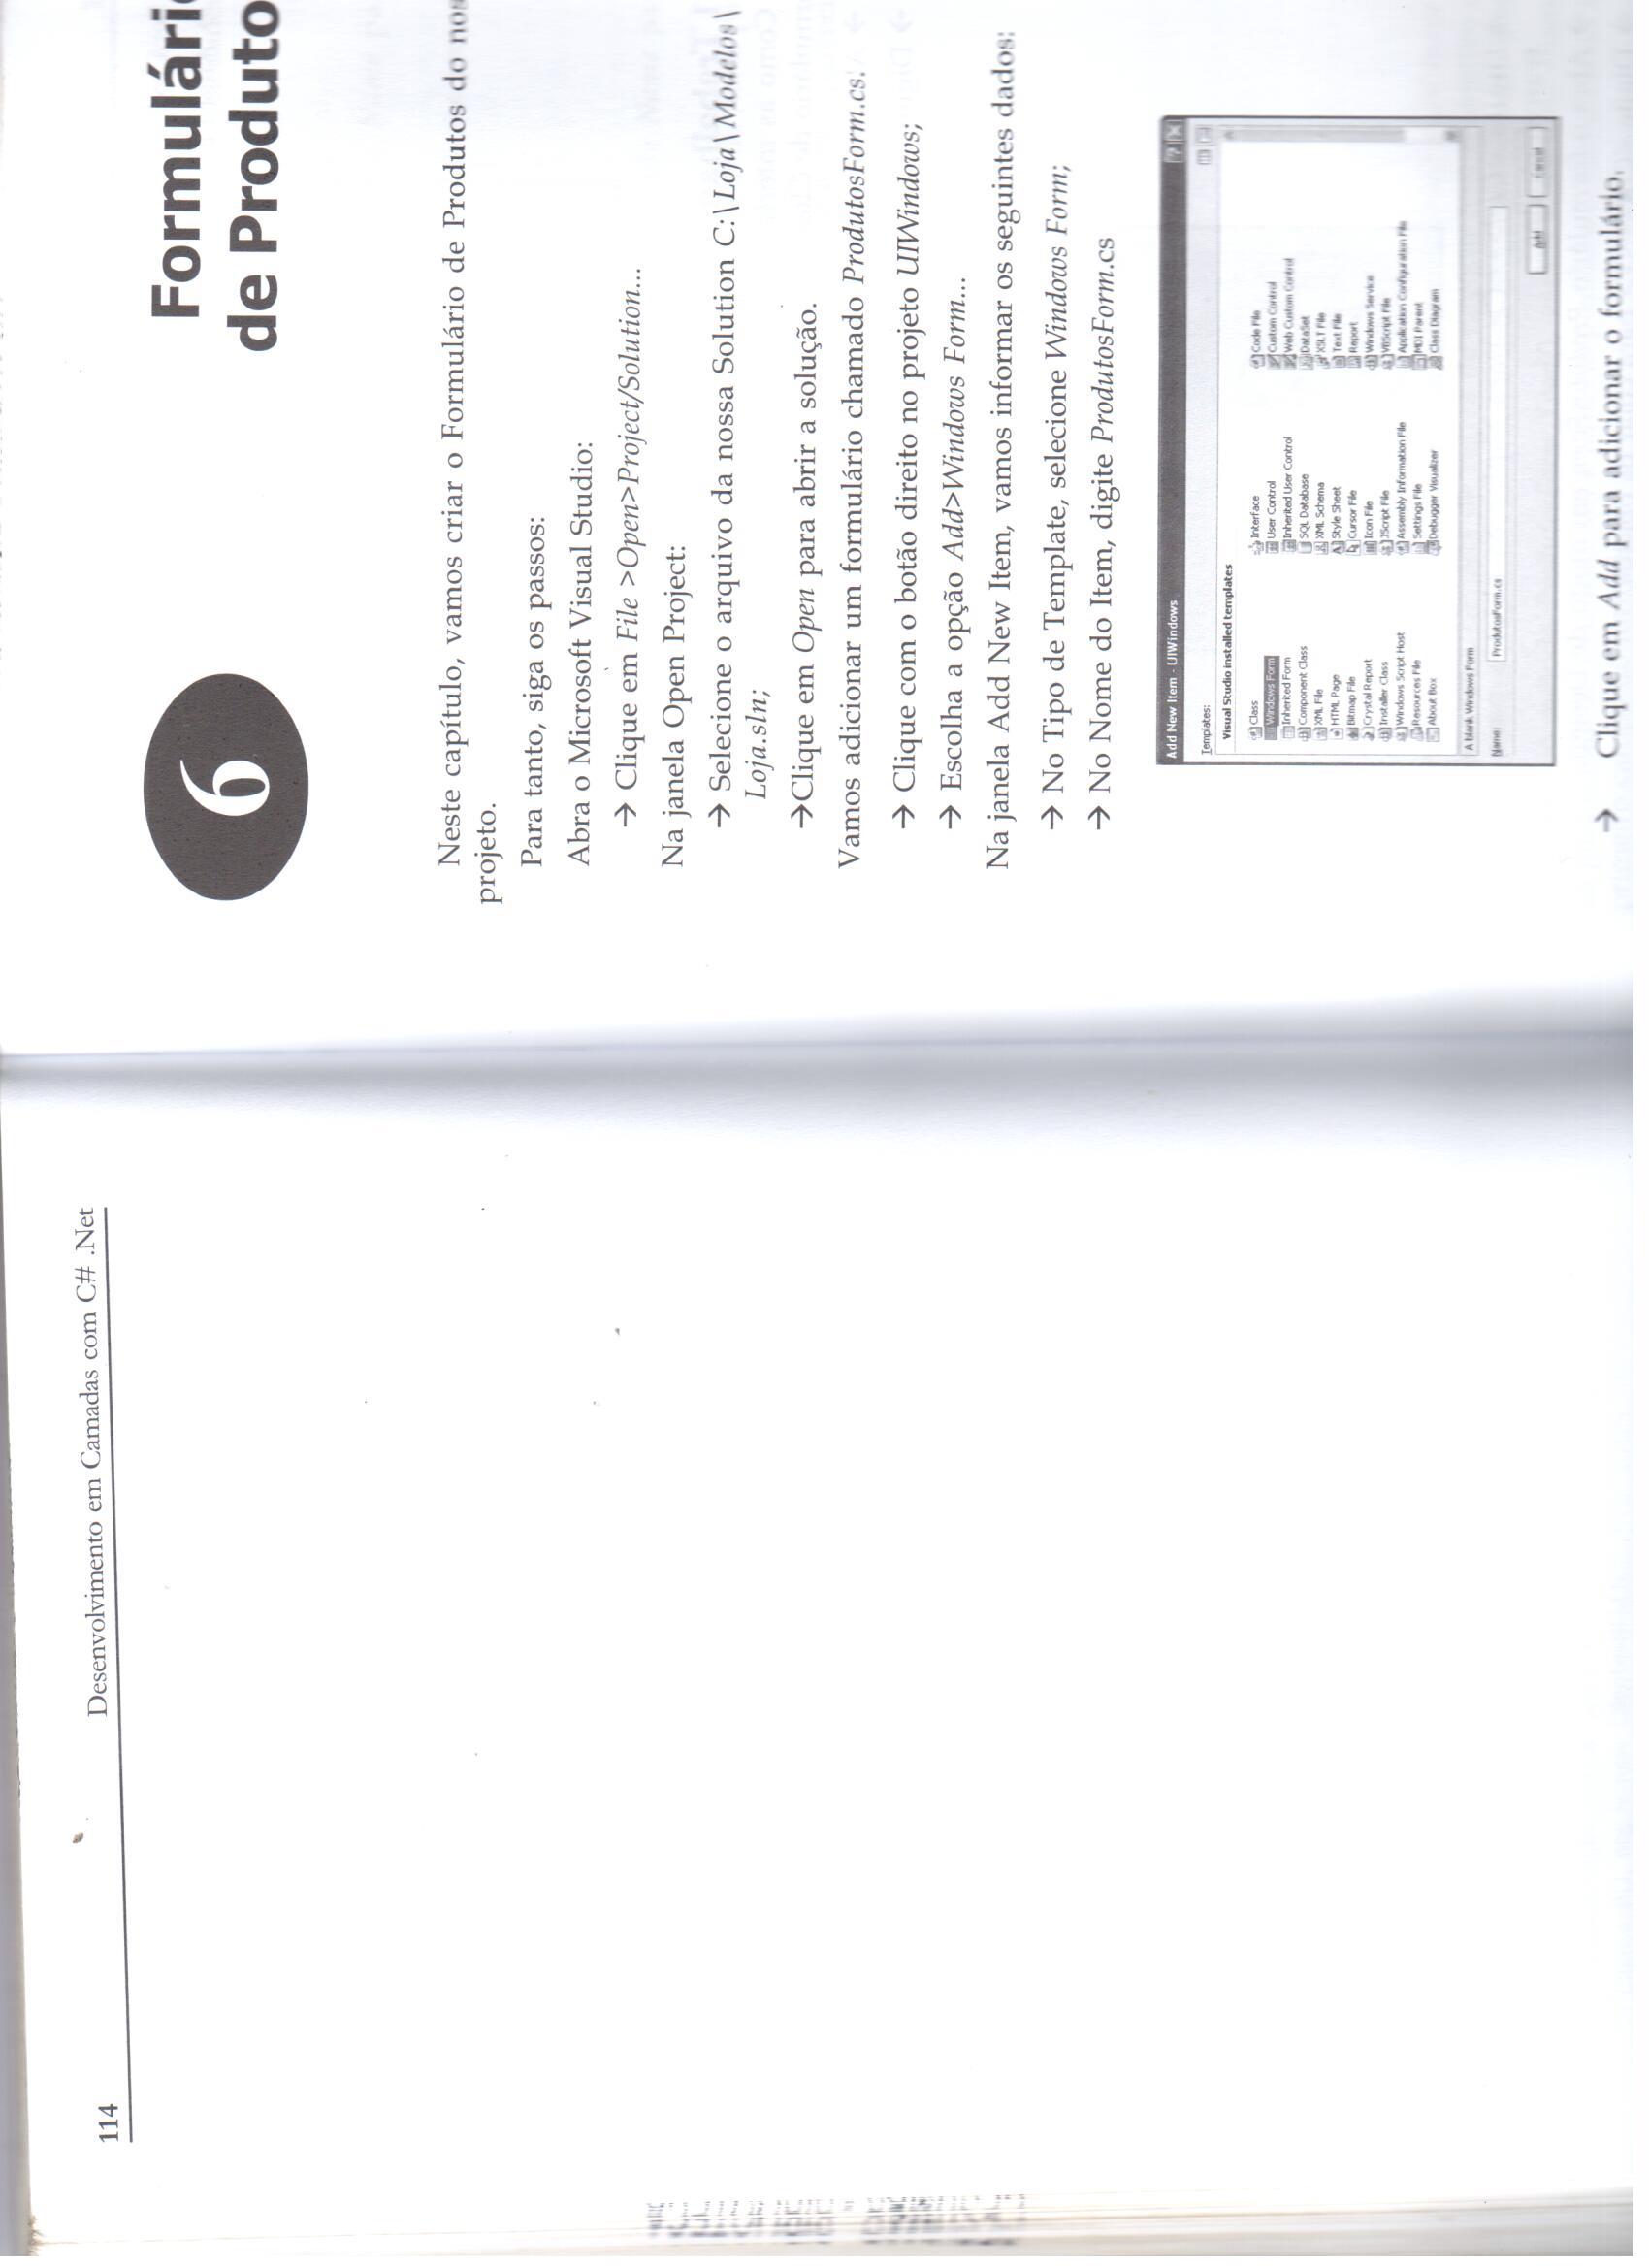 114
Desenvolvimento em Camadas com C# .Net
6
de
Neste capítulo, vamos criar o Formulário de Produtos do
projeto.
Para tanto, siga os passos:
Abra o Microsoft Visual Studio:
→ Clique em File >Open>Project/Solution...
Na janela Open Project:
→ Selecione o arquivo da nossa Solution C:\Loja\Modelos\
Loja.sln;
→Clique em Open para abrir a solução.
Vamos adicionar um formulário chamado ProdutosForm.cs.
→ Clique com o botão direito no projeto UIWindows;
→ Escolha a opção Add>Windows Form...
Na janela Add New Item, vamos informar os seguintes dados:
→ No Tipo de Template, selecione Windows Form;
→ No Nome do Item, digite ProdutosForm.cs
Add New Item - UIWindows
Templates:
Visual Studio installed templates
Class Interface Code File
Windows Form User Control Custom Control
Inherited Form Inherited User Control Web Custom Control
Component Class SQL Database DataSet
XML File XML Schema XSLT File
HTML Page Style Sheet Text File
Bitmap File Cursor File Report
Crystal Report Icon File Windows Service
Installer Class JScript File VBScript File
Windows Script Host Assembly Information File Application Configuration File
Resources File Settings File MDI Parent
About Box Debugger Visualizer Class Diagram
A blank Windows Form
Name: ProdutosForm.cs
Add Cancel
→ Clique em Add para adicionar o formulário.